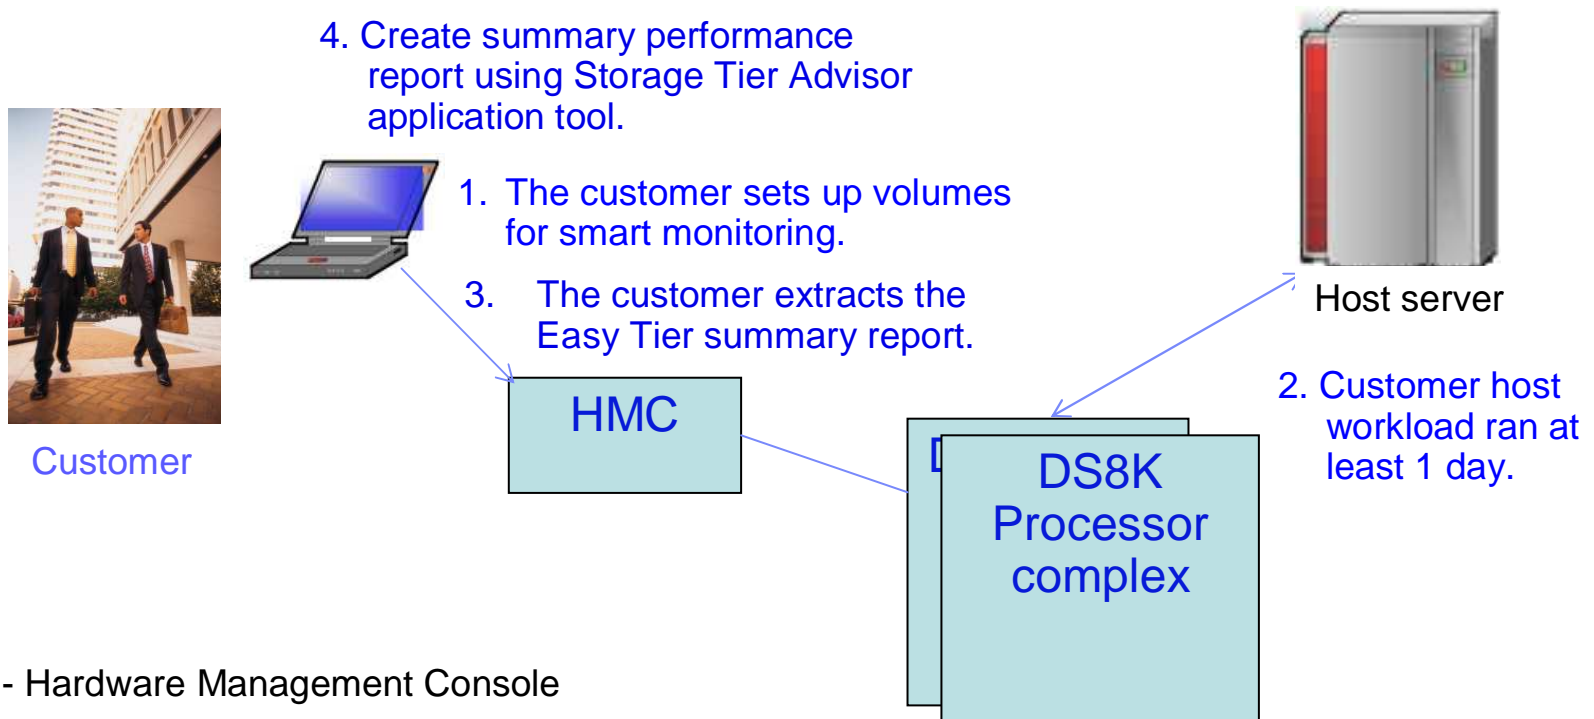 4. Create summary performance
report using Storage Tier Advisor
application tool.
1. The customer sets up volumes
for smart monitoring.
3. The customer extracts the
Easy Tier summary report.
Host server
2. Customer host
workload ran at
least 1 day.
Customer
HMC
D
DS8K
Processor
complex
- Hardware Management Console